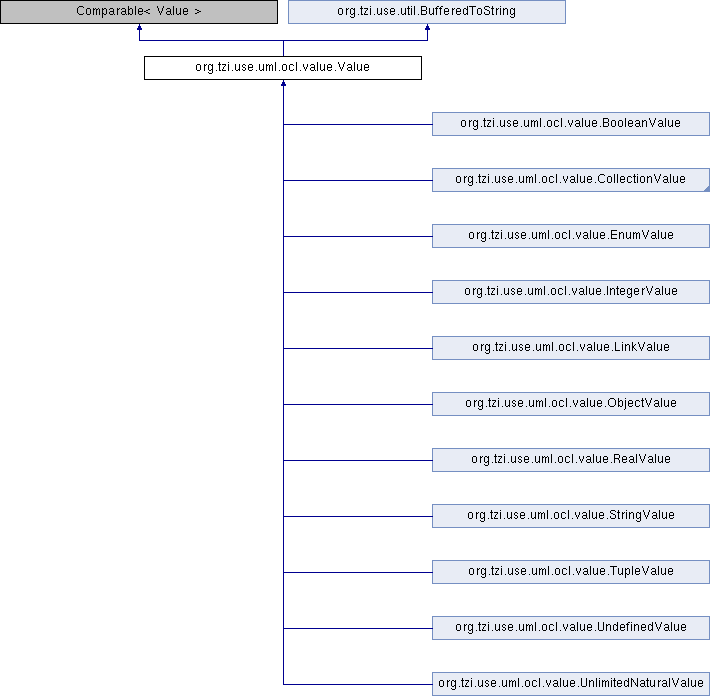 Comparable< Value >
org.tzi.use.util.BufferedToString
org.tzi.use.uml.ocl.value.Value
org.tzi.use.uml.ocl.value.BooleanValue
org.tzi.use.uml.ocl.value.CollectionValue
org.tzi.use.uml.ocl.value.EnumValue
org.tzi.use.uml.ocl.value.IntegerValue
org.tzi.use.uml.ocl.value.LinkValue
org.tzi.use.uml.ocl.value.ObjectValue
org.tzi.use.uml.ocl.value.RealValue
org.tzi.use.uml.ocl.value.StringValue
org.tzi.use.uml.ocl.value.TupleValue
org.tzi.use.uml.ocl.value.UndefinedValue
org.tzi.use.uml.ocl.value.UnlimitedNaturalValue